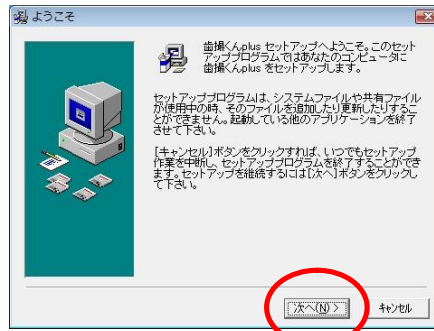 ようこそ
歯撮くんplus セットアップへようこそ。このセット
アッププログラムではあなたのコンピュータに
歯撮くんplus をセットアップします。
セットアッププログラムは、システムファイルや共有ファイル
が使用中の時、そのファイルを追加したり更新したりするこ
とができません。起動している他のアプリケーションを終了
させて下さい。
[キャンセル]ボタンをクリックすれば、いつでもセットアップ
作業を中断し、セットアッププログラムを終了することができ
ます。セットアップを継続するには[次へ]ボタンをクリックし
て下さい。
次へ(N) >
キャンセル